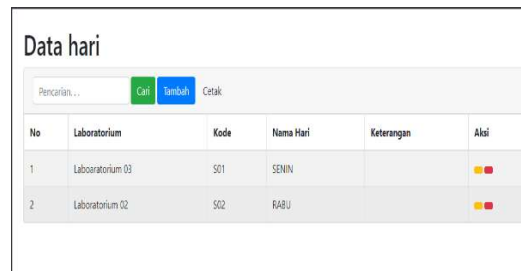 Data hari
Pencarian... Cari Tambah Cetak
No Laboratorium Kode Nama Hari Keterangan Aksi
1 Laboaratorium 03 S01 SENIN
2 Laboratorium 02 S02 RABU